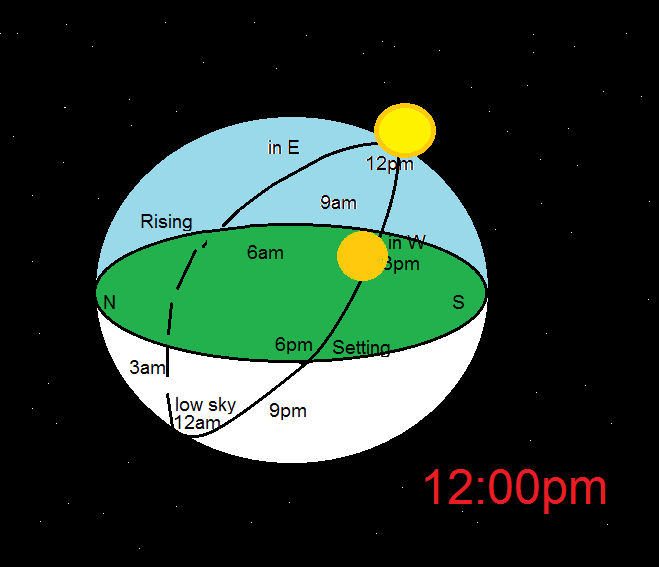 in E
12pm
9am
Rising
in W
6am
3pm
N
S
6pm
Setting
3am
low sky
12am
9pm
12:00pm